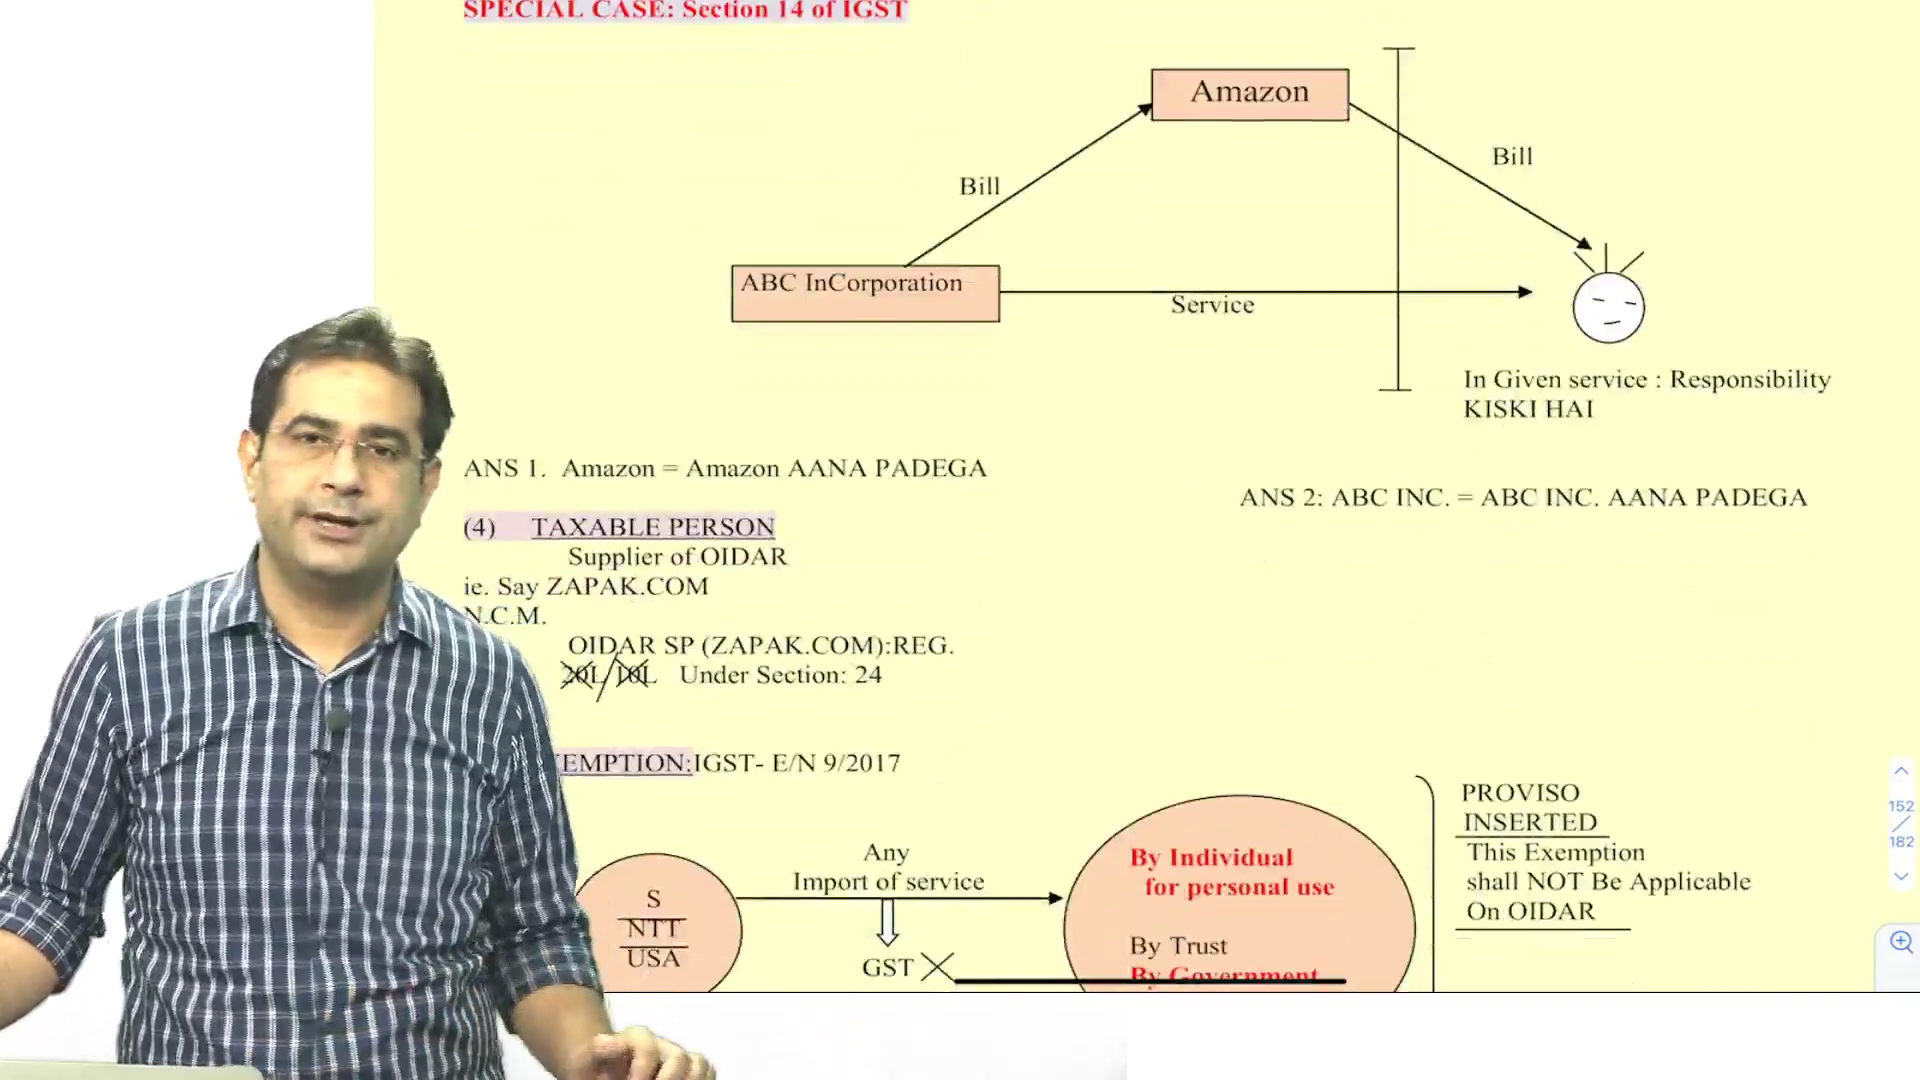 SPECIAL CASE: Section 14 of IGST
Amazon
Bill
Bill
ABC InCorporation
Service
In Given service : Responsibility
KISKI HAI
ANS 1. Amazon = Amazon AANA PADEGA
ANS 2: ABC INC. = ABC INC. AANA PADEGA
(4) TAXABLE PERSON
Supplier of OIDAR
ie. Say ZAPAK.COM
N.C.M.
OIDAR SP (ZAPAK.COM):REG.
20L/10L Under Section: 24
EMPTION:IGST- E/N 9/2017
Any
Import of service
S
NTT
USA
GST
By Individual
for personal use
By Trust
By Government
PROVISO
INSERTED
This Exemption
shall NOT Be Applicable
On OIDAR
152
182